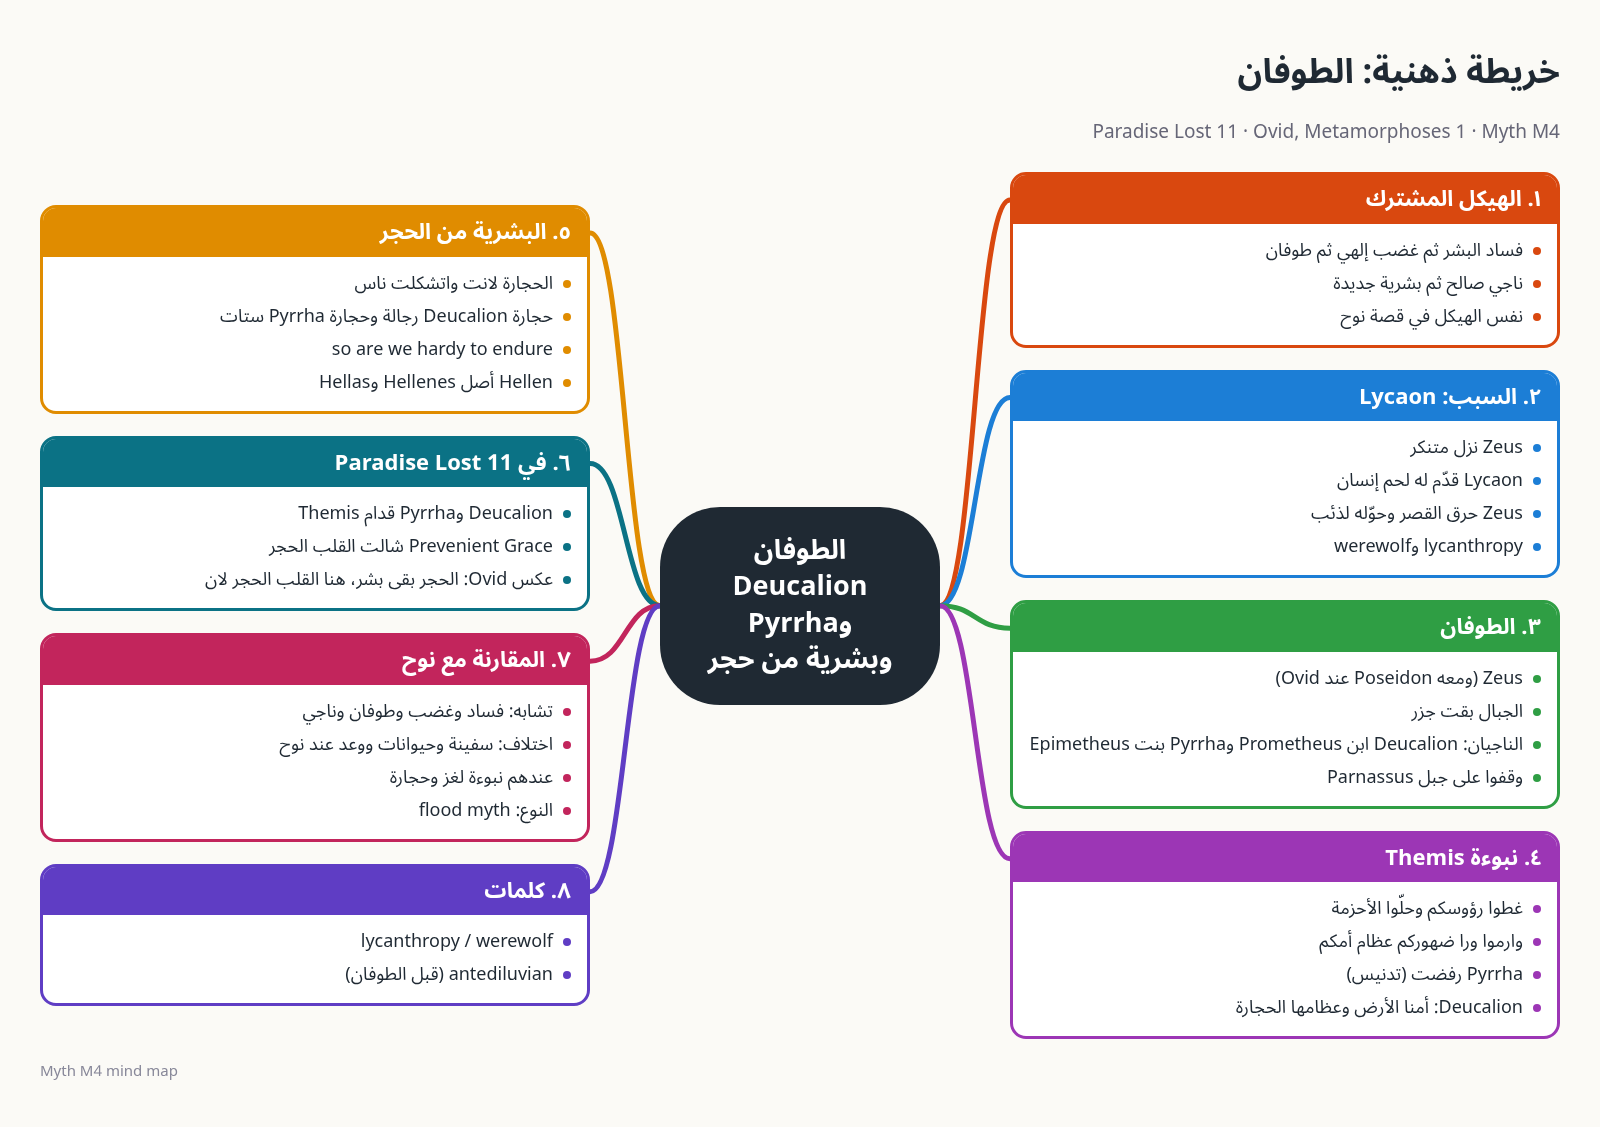 خريطة ذهنية: الطوفان
Paradise Lost 11 · Ovid, Metamorphoses 1 · Myth M4
١. الهيكل المشترك
فساد البشر ثم غضب إلهي ثم طوفان
ناجي صالح ثم بشرية جديدة
نفس الهيكل في قصة نوح
٢. السبب: Lycaon
Zeus نزل متنكر
Lycaon قدّم له لحم إنسان
Zeus حرق القصر وحوّله لذئب
lycanthropy وwerewolf
٣. الطوفان
Zeus (ومعه Poseidon عند Ovid)
الجبال بقت جزر
الناجيان: Deucalion ابن Prometheus وPyrrha بنت Epimetheus
وقفوا على جبل Parnassus
٤. نبوءة Themis
غطوا رؤوسكم وحلّوا الأحزمة
وارموا ورا ضهوركم عظام أمكم
Pyrrha رفضت (تدنيس)
Deucalion: أمنا الأرض وعظامها الحجارة
الطوفان
Deucalion
وPyrrha
وبشرية من حجر
٥. البشرية من الحجر
الحجارة لانت واتشكلت ناس
حجارة Deucalion رجالة وحجارة Pyrrha ستات
so are we hardy to endure
Hellen أصل Hellenes وHellas
٦. في Paradise Lost 11
Deucalion وPyrrha قدام Themis
Prevenient Grace شالت القلب الحجر
عكس Ovid: الحجر بقى بشر، هنا القلب الحجر لان
٧. المقارنة مع نوح
تشابه: فساد وغضب وطوفان وناجي
اختلاف: سفينة وحيوانات ووعد عند نوح
عندهم نبوءة لغز وحجارة
النوع: flood myth
٨. كلمات
lycanthropy / werewolf
antediluvian (قبل الطوفان)
Myth M4 mind map